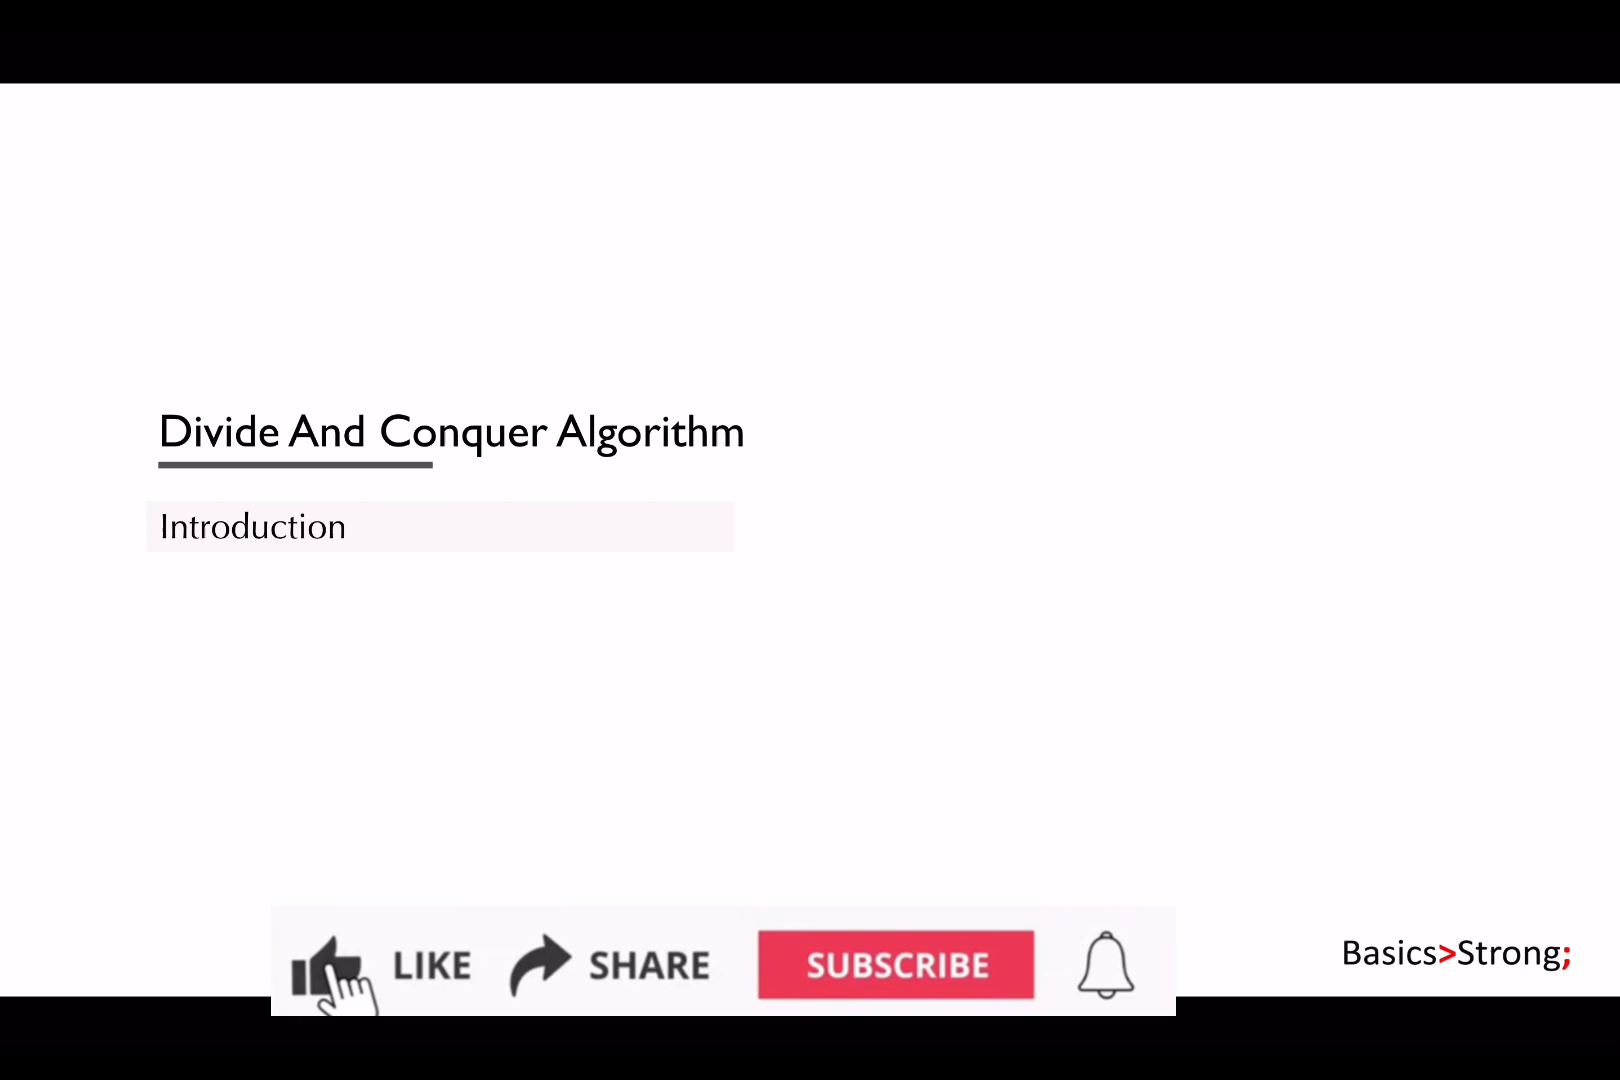 Divide And Conquer Algorithm
Introduction
LIKE SHARE SUBSCRIBE
Basics>Strong;